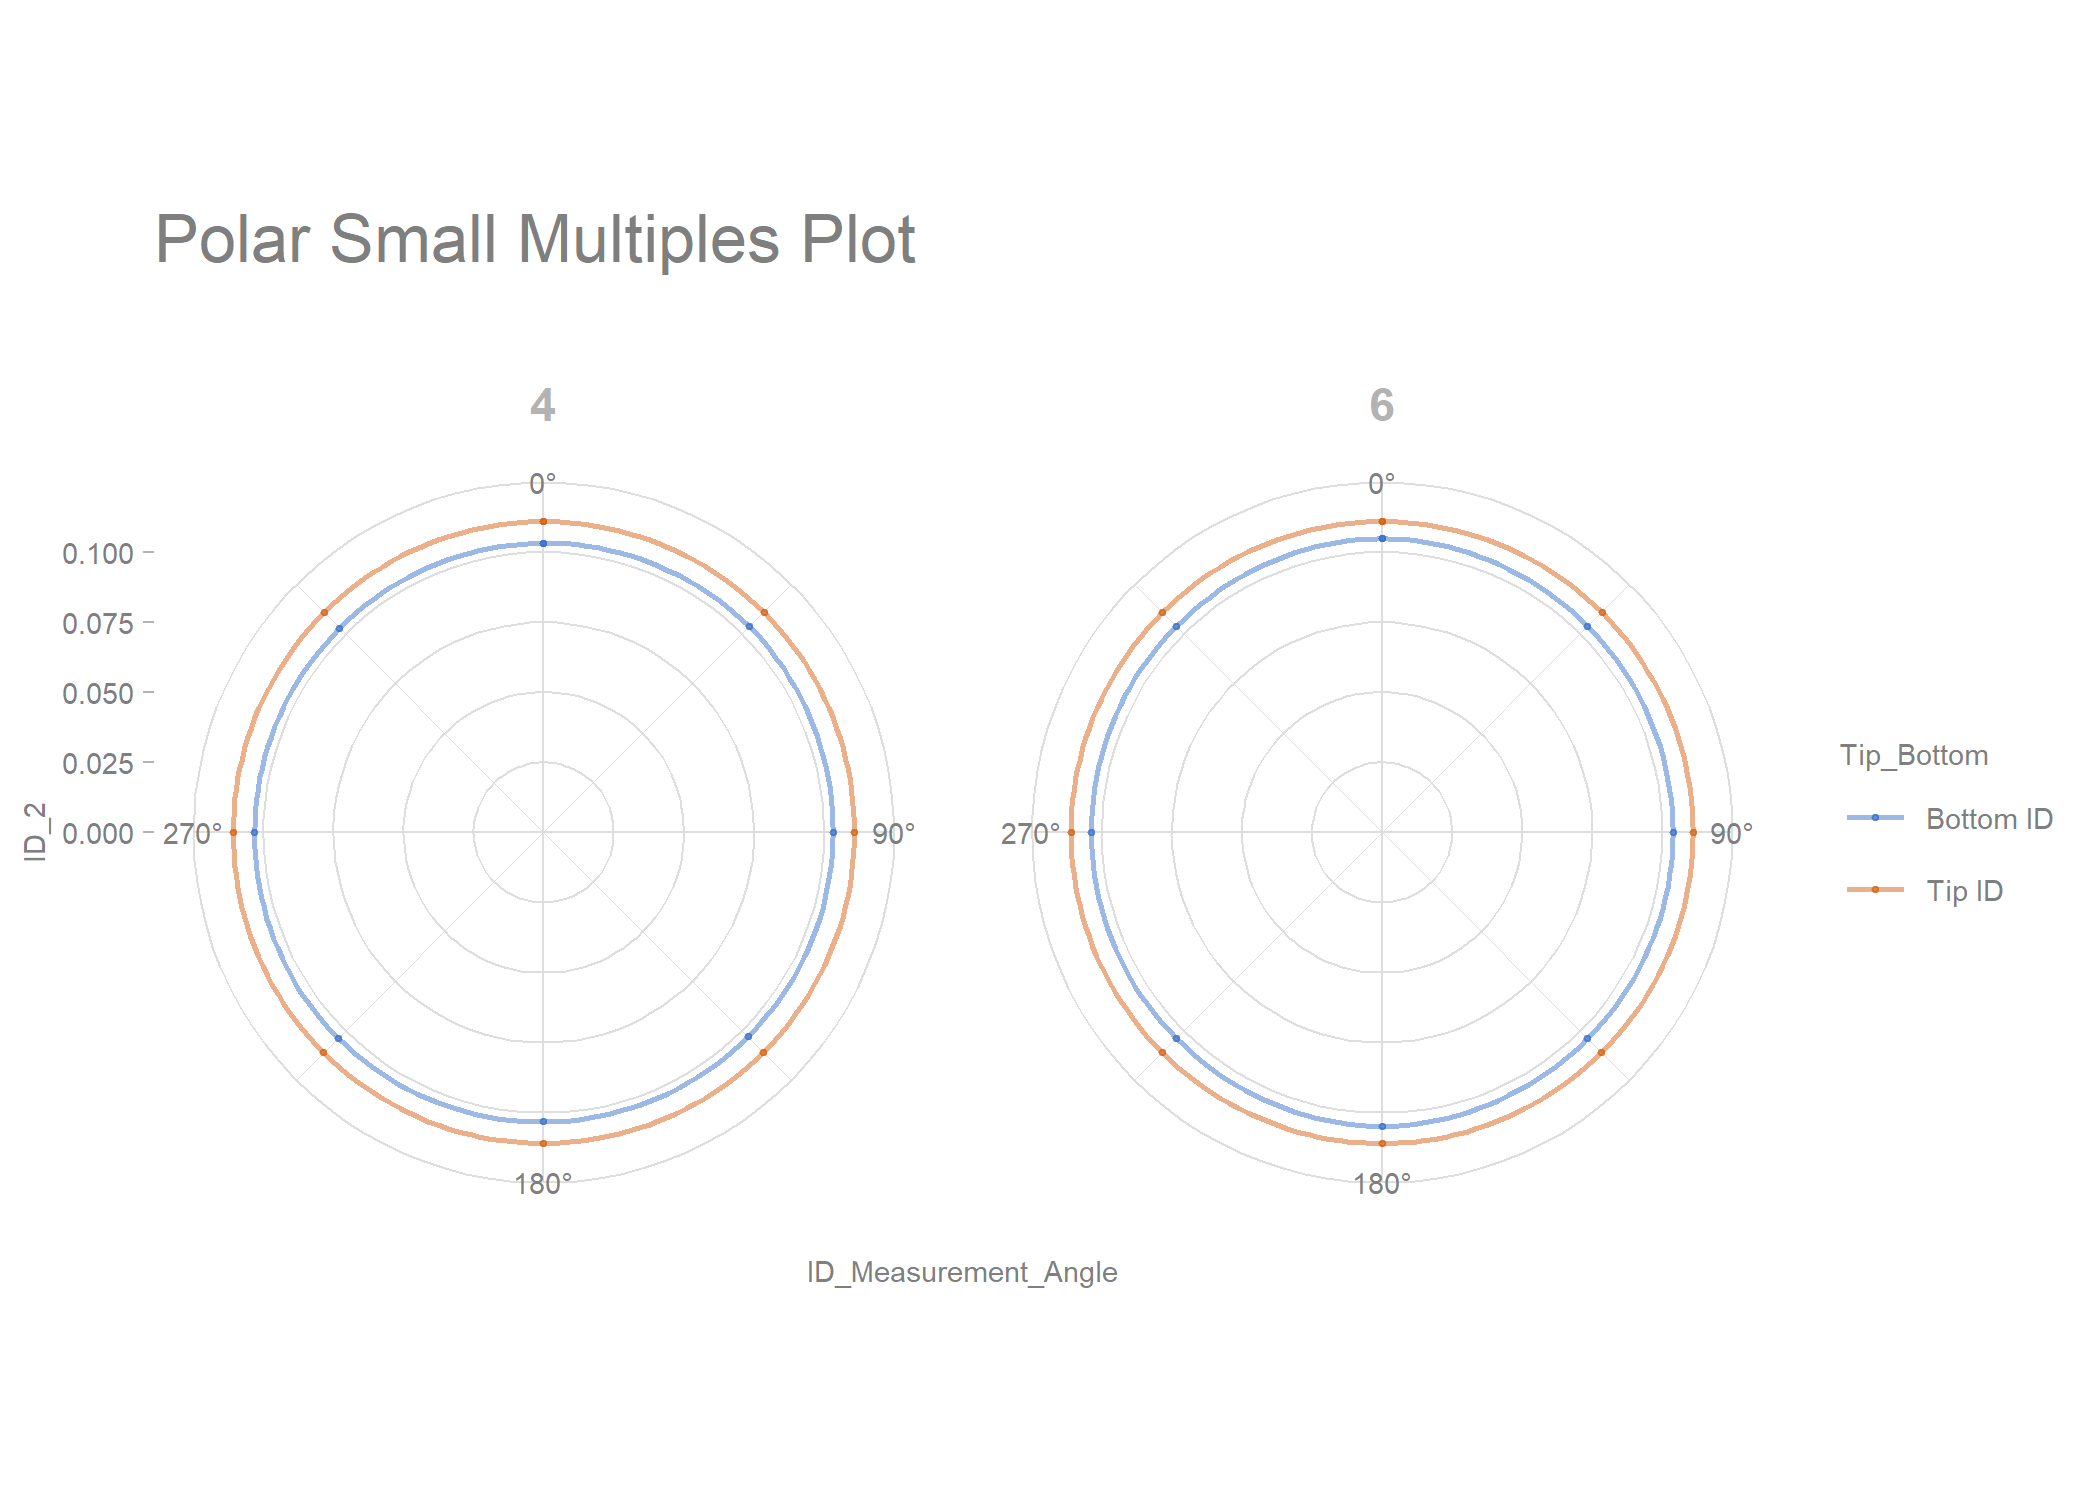 Polar Small Multiples Plot
4
6
0°
0°
0.100
0.075
0.050
0.025
0.000
ID_2
270°
90°
270°
90°
180°
180°
ID_Measurement_Angle
Tip_Bottom
Bottom ID
Tip ID